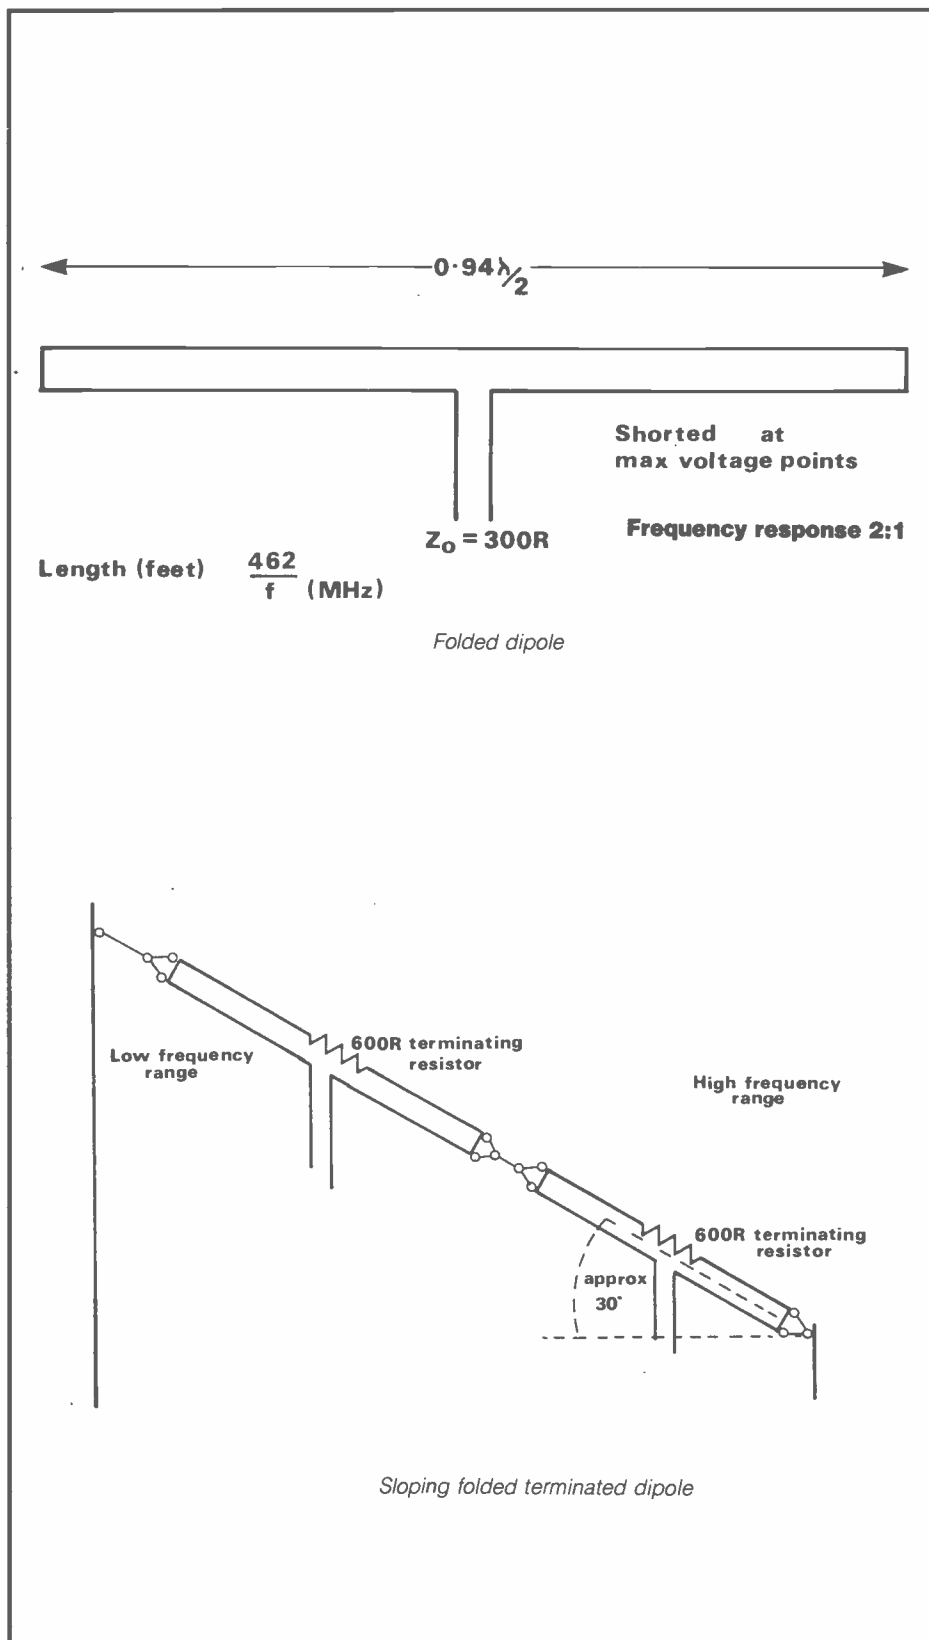 0·94 λ/2
Shorted at
max voltage points
Z₀ = 300R
Frequency response 2:1
Length (feet) 462/f (MHz)
Folded dipole
600R terminating
resistor
Low frequency
range
High frequency
range
600R terminating
resistor
approx
30°
Sloping folded terminated dipole